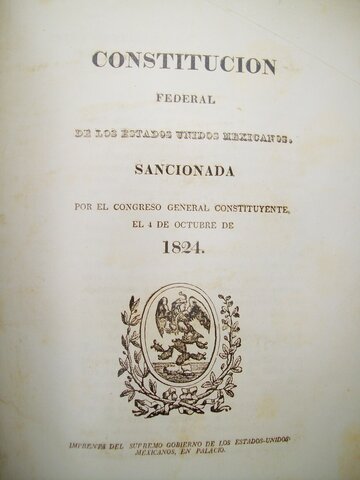 CONSTITUCION
FEDERAL
DE LOS ESTADOS UNIDOS MEXICANOS.
SANCIONADA
POR EL CONGRESO GENERAL CONSTITUYENTE,
EL 4 DE OCTUBRE DE
1824.
IMPRENTA DEL SUPREMO GOBIERNO DE LOS ESTADOS-UNIDOS
MEXICANOS, EN PALACIO.